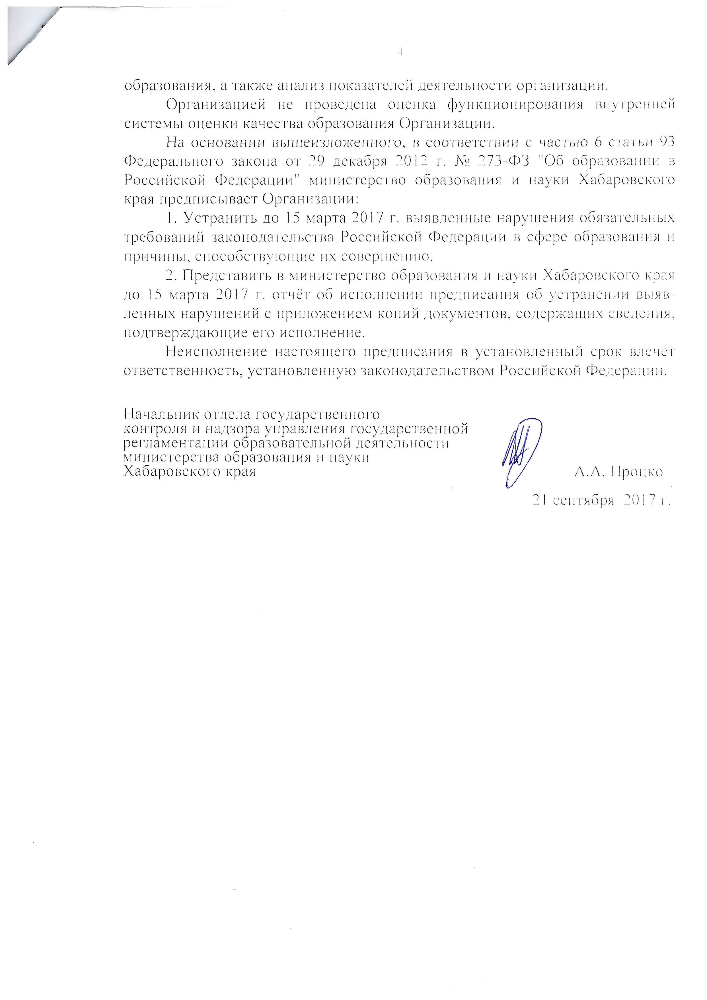 4
образования, а также анализ показателей деятельности организации.
Организацией не проведена оценка функционирования внутренней
системы оценки качества образования Организации.
На основании вышеизложенного, в соответствии с частью 6 статьи 93
Федерального закона от 29 декабря 2012 г. № 273-ФЗ "Об образовании в
Российской Федерации" министерство образования и науки Хабаровского
края предписывает Организации:
1. Устранить до 15 марта 2017 г. выявленные нарушения обязательных
требований законодательства Российской Федерации в сфере образования и
причины, способствующие их совершению.
2. Представить в министерство образования и науки Хабаровского края
до 15 марта 2017 г. отчёт об исполнении предписания об устранении выяв-
ленных нарушений с приложением копий документов, содержащих сведения,
подтверждающие его исполнение.
Неисполнение настоящего предписания в установленный срок влечет
ответственность, установленную законодательством Российской Федерации.
Начальник отдела государственного
контроля и надзора управления государственной
регламентации образовательной деятельности
министерства образования и науки
Хабаровского края А.А. Процко
21 сентября 2017 г.